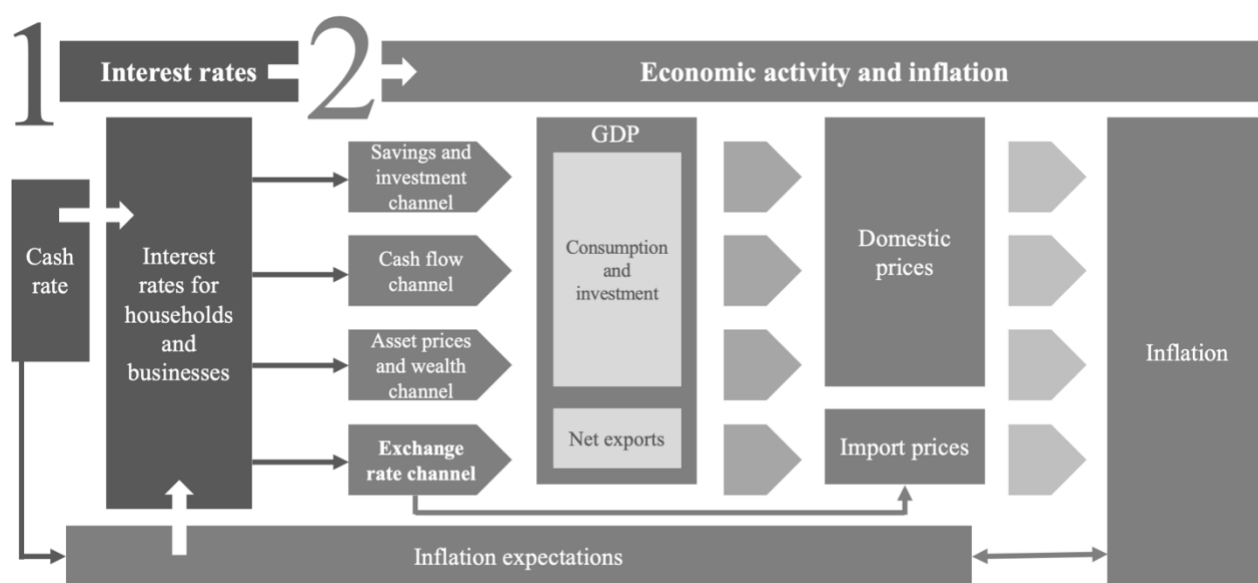 1
Interest rates
2
Economic activity and inflation
Cash
rate
Interest
rates for
households
and
businesses
Savings and
investment
channel
Cash flow
channel
Asset prices
and wealth
channel
Exchange
rate channel
GDP
Consumption
and
investment
Net exports
Domestic
prices
Import prices
Inflation
Inflation expectations